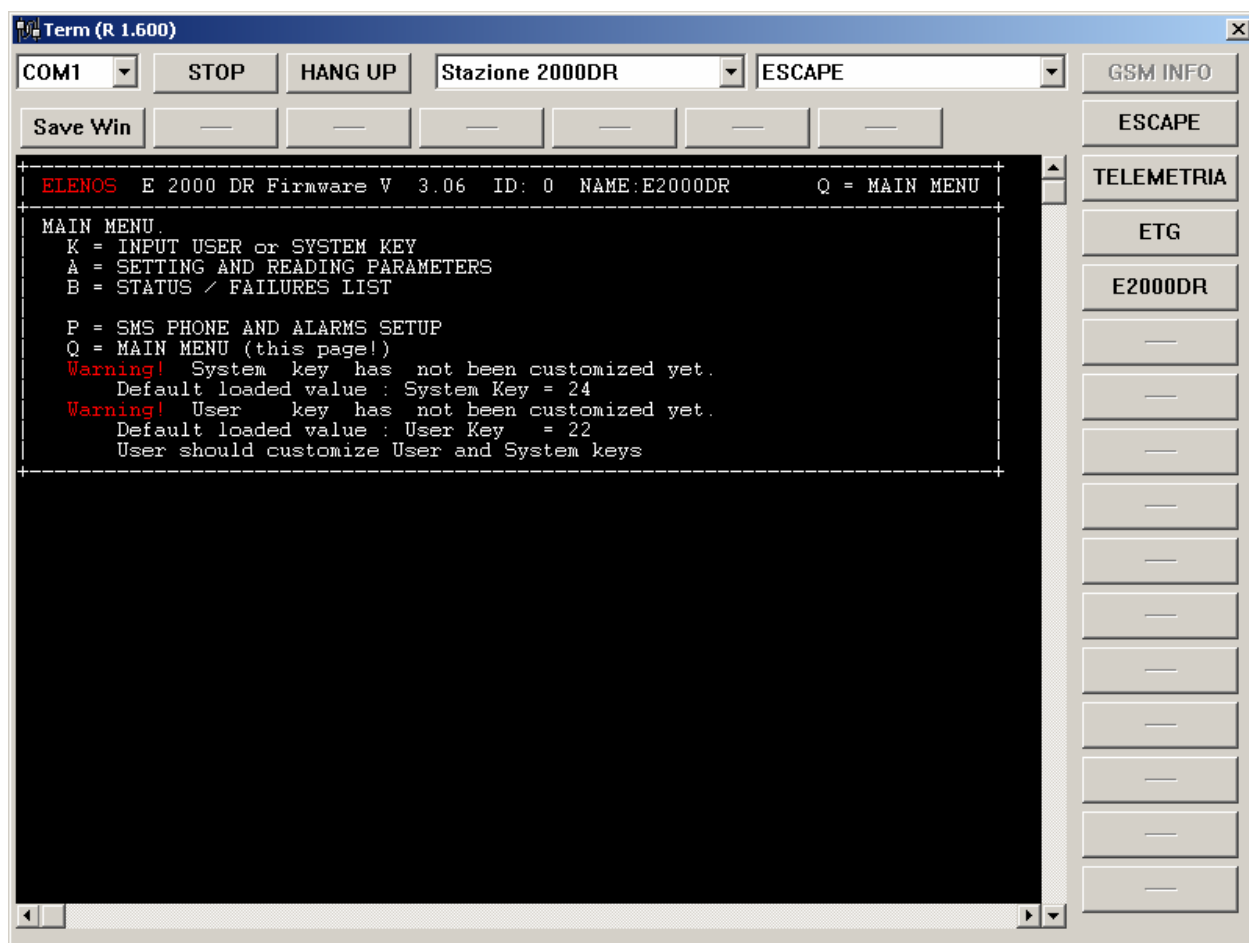 Term (R 1.600)
COM1 STOP HANG UP Stazione 2000DR ESCAPE GSM INFO
Save Win ESCAPE
ELENOS E 2000 DR Firmware V 3.06 ID: 0 NAME:E2000DR Q = MAIN MENU
TELEMETRIA
MAIN MENU.
K = INPUT USER or SYSTEM KEY
A = SETTING AND READING PARAMETERS
B = STATUS / FAILURES LIST
P = SMS PHONE AND ALARMS SETUP
Q = MAIN MENU (this page!)
Warning! System key has not been customized yet.
Default loaded value : System Key = 24
Warning! User key has not been customized yet.
Default loaded value : User Key = 22
User should customize User and System keys
ETG
E2000DR